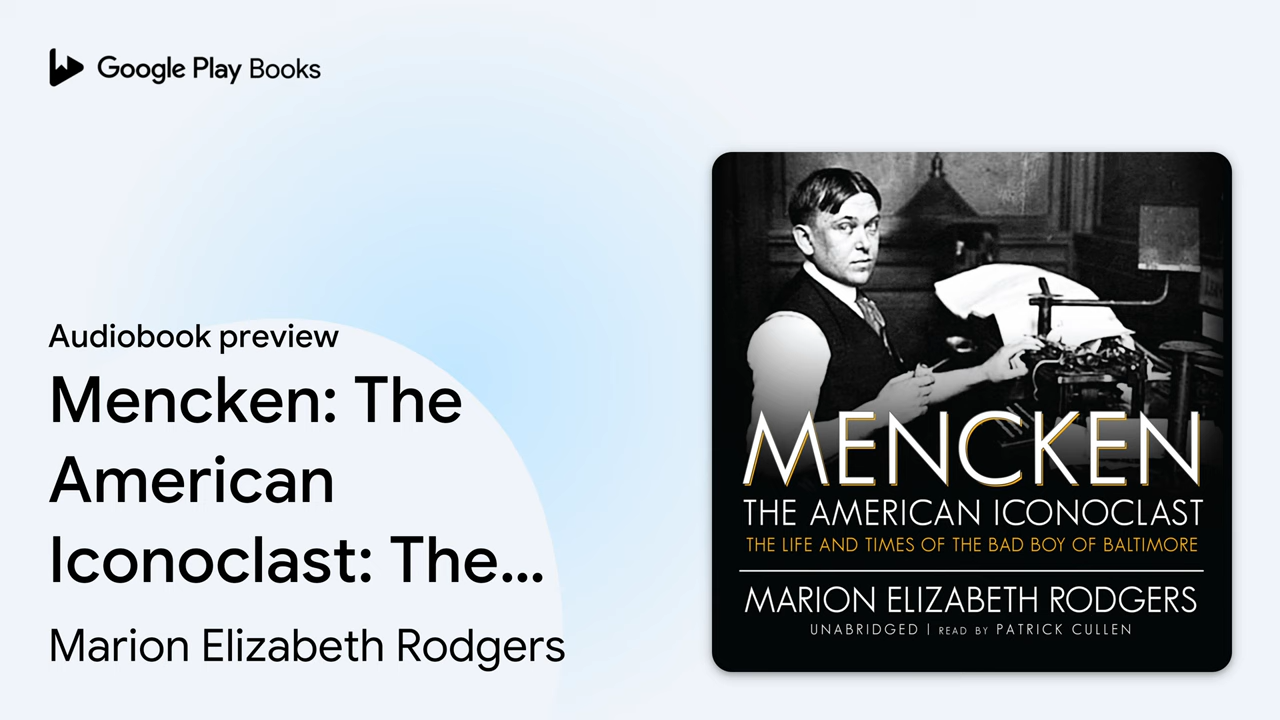 Google Play Books
Audiobook preview
Mencken: The
American
Iconoclast: The...
Marion Elizabeth Rodgers
MENCKEN
THE AMERICAN ICONOCLAST
THE LIFE AND TIMES OF THE BAD BOY OF BALTIMORE
MARION ELIZABETH RODGERS
UNABRIDGED | READ BY PATRICK CULLEN